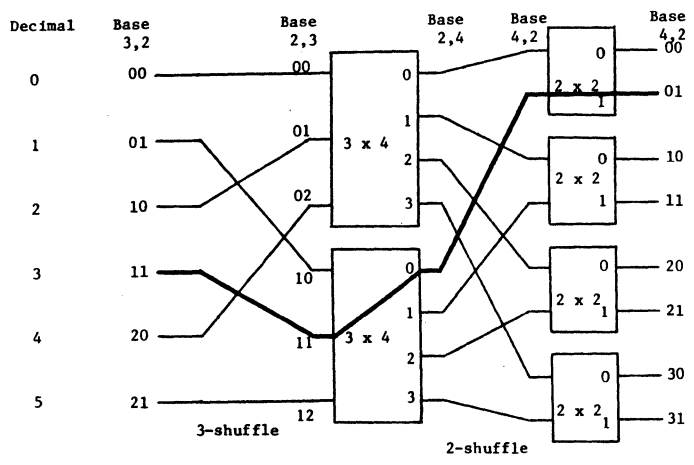 Decimal Base Base Base Base Base
3,2 2,3 2,4 4,2 4,2
0 00 00 0 0 00
2 x 2 1 01
1 01 01 3 x 4 1 0 10
2 x 2
2 10 02 2 1 11
3
3 11 10 0 0 20
2 x 2 1 21
4 20 11 3 x 4 1
2 0 30
5 21 12 3 2 x 2 1 31
3-shuffle
2-shuffle